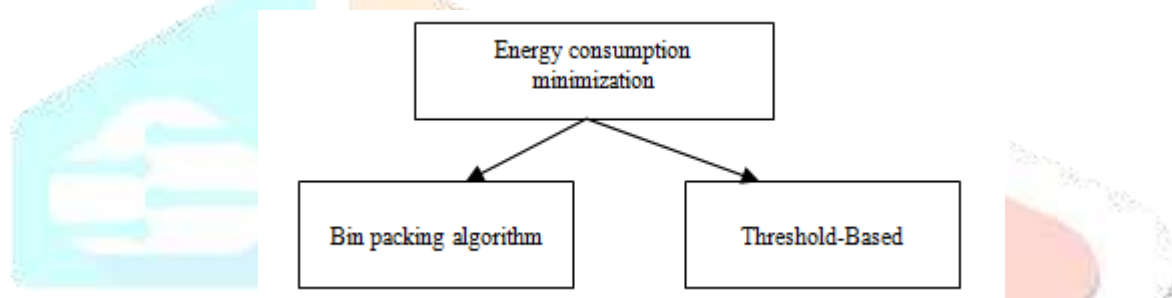 Energy consumption
minimization
Bin packing algorithm
Threshold-Based